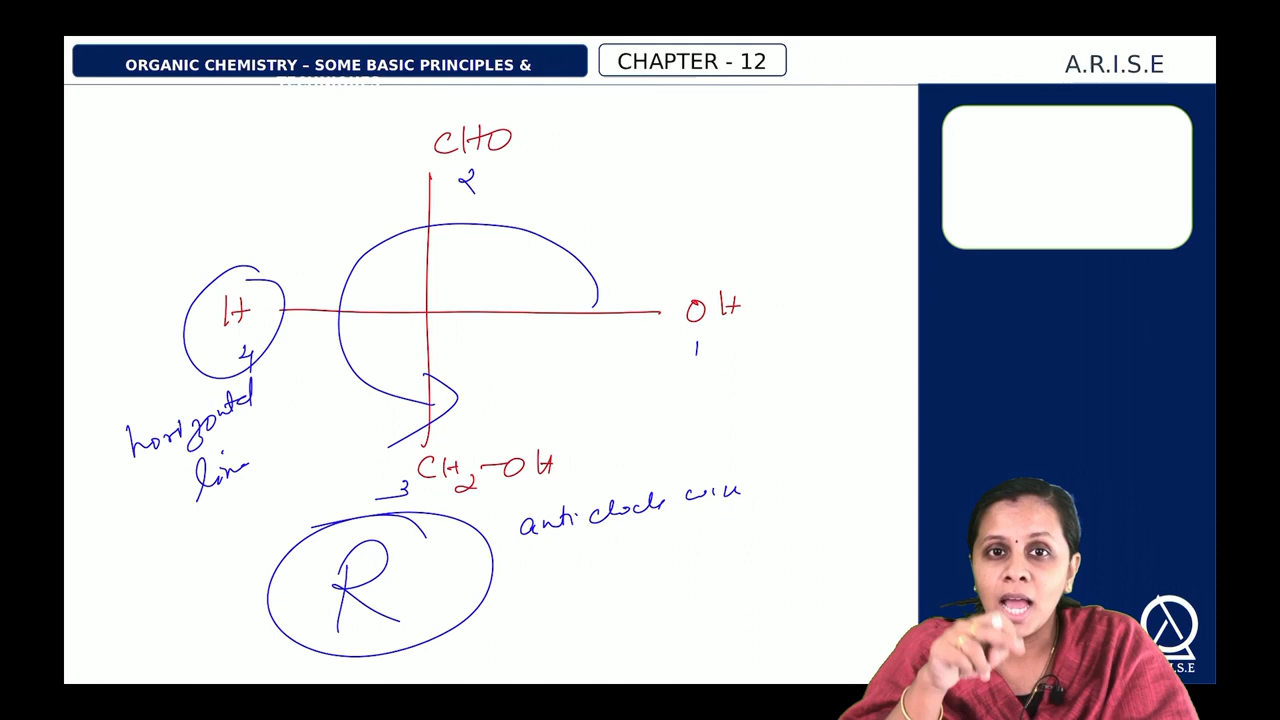 ORGANIC CHEMISTRY – SOME BASIC PRINCIPLES &
TECHNIQUES
CHAPTER - 12
A.R.I.S.E
CHO
2
H
OH
4
1
horizontal
line
CH2-OH
3
anti clock wise
R